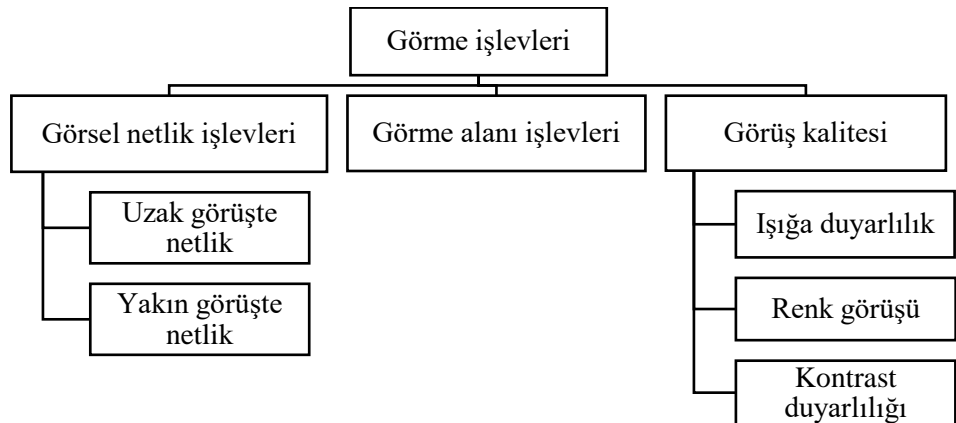 Görme işlevleri
Görsel netlik işlevleri
Görme alanı işlevleri
Görüş kalitesi
Uzak görüşte
netlik
Yakın görüşte
netlik
Işığa duyarlılık
Renk görüşü
Kontrast
duyarlılığı